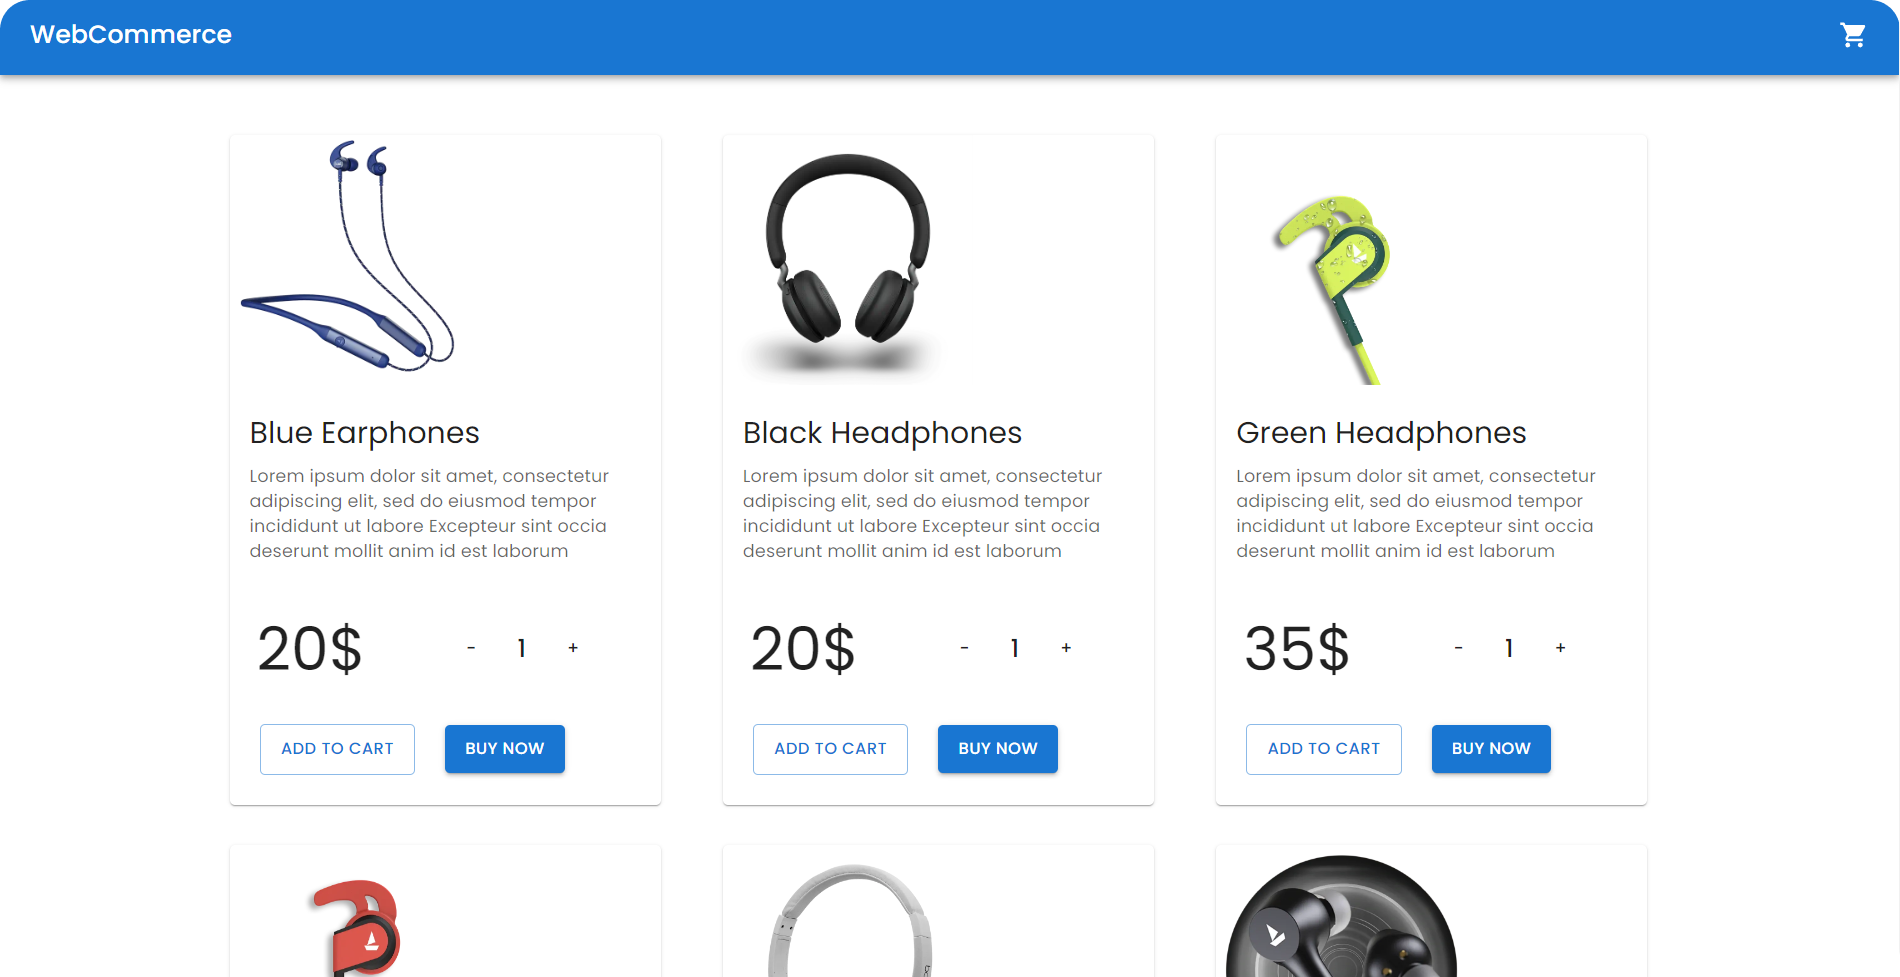 WebCommerce
Blue Earphones
Lorem ipsum dolor sit amet, consectetur
adipiscing elit, sed do eiusmod tempor
incididunt ut labore Excepteur sint occia
deserunt mollit anim id est laborum
20$
- 1 +
ADD TO CART
BUY NOW
Black Headphones
Lorem ipsum dolor sit amet, consectetur
adipiscing elit, sed do eiusmod tempor
incididunt ut labore Excepteur sint occia
deserunt mollit anim id est laborum
20$
- 1 +
ADD TO CART
BUY NOW
Green Headphones
Lorem ipsum dolor sit amet, consectetur
adipiscing elit, sed do eiusmod tempor
incididunt ut labore Excepteur sint occia
deserunt mollit anim id est laborum
35$
- 1 +
ADD TO CART
BUY NOW